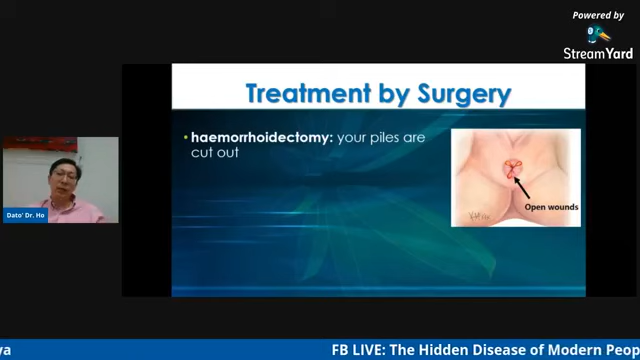 Powered by
StreamYard
Treatment by Surgery
• haemorrhoidectomy: your piles are
cut out
Open wounds
Dato' Dr. Ho
va
FB LIVE: The Hidden Disease of Modern Peop